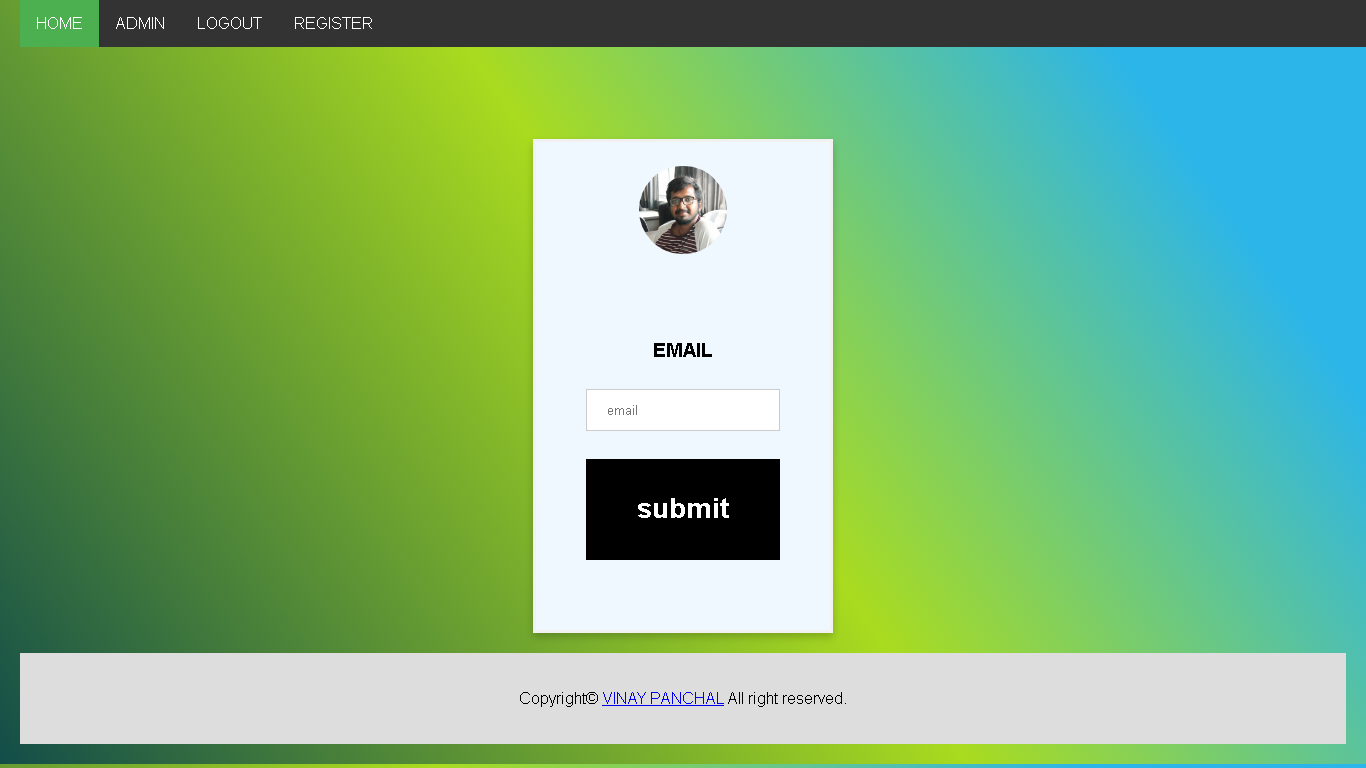 HOME ADMIN LOGOUT REGISTER
EMAIL
email
submit
Copyright© VINAY PANCHAL All right reserved.